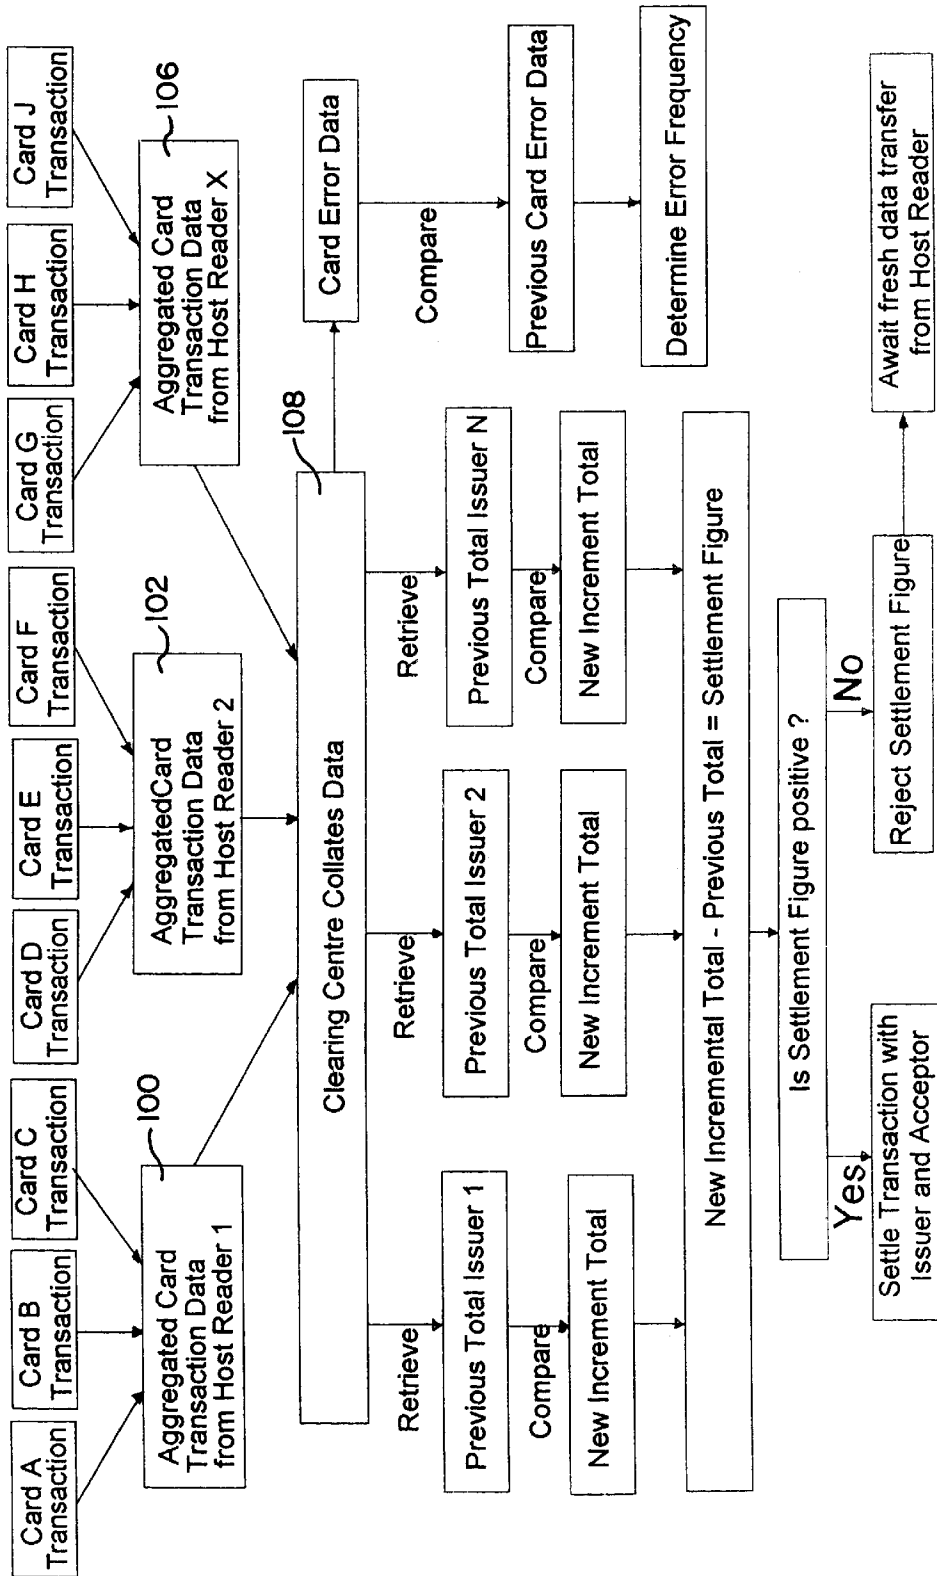 Card A
Transaction
Card B
Transaction
Card C
Transaction
Card D
Transaction
Card E
Transaction
Card F
Transaction
Card G
Transaction
Card H
Transaction
Card J
Transaction
100
Aggregated Card
Transaction Data
from Host Reader 1
102
AggregatedCard
Transaction Data
from Host Reader 2
106
Aggregated Card
Transaction Data
from Host Reader X
108
Clearing Centre Collates Data
Card Error Data
Retrieve
Retrieve
Retrieve
Compare
Previous Total Issuer 1
Previous Total Issuer 2
Previous Total Issuer N
Previous Card Error Data
Compare
Compare
Compare
New Increment Total
New Increment Total
New Increment Total
Determine Error Frequency
New Incremental Total - Previous Total = Settlement Figure
Is Settlement Figure positive ?
Yes
No
Settle Transaction with
Issuer and Acceptor
Reject Settlement Figure
Await fresh data transfer
from Host Reader